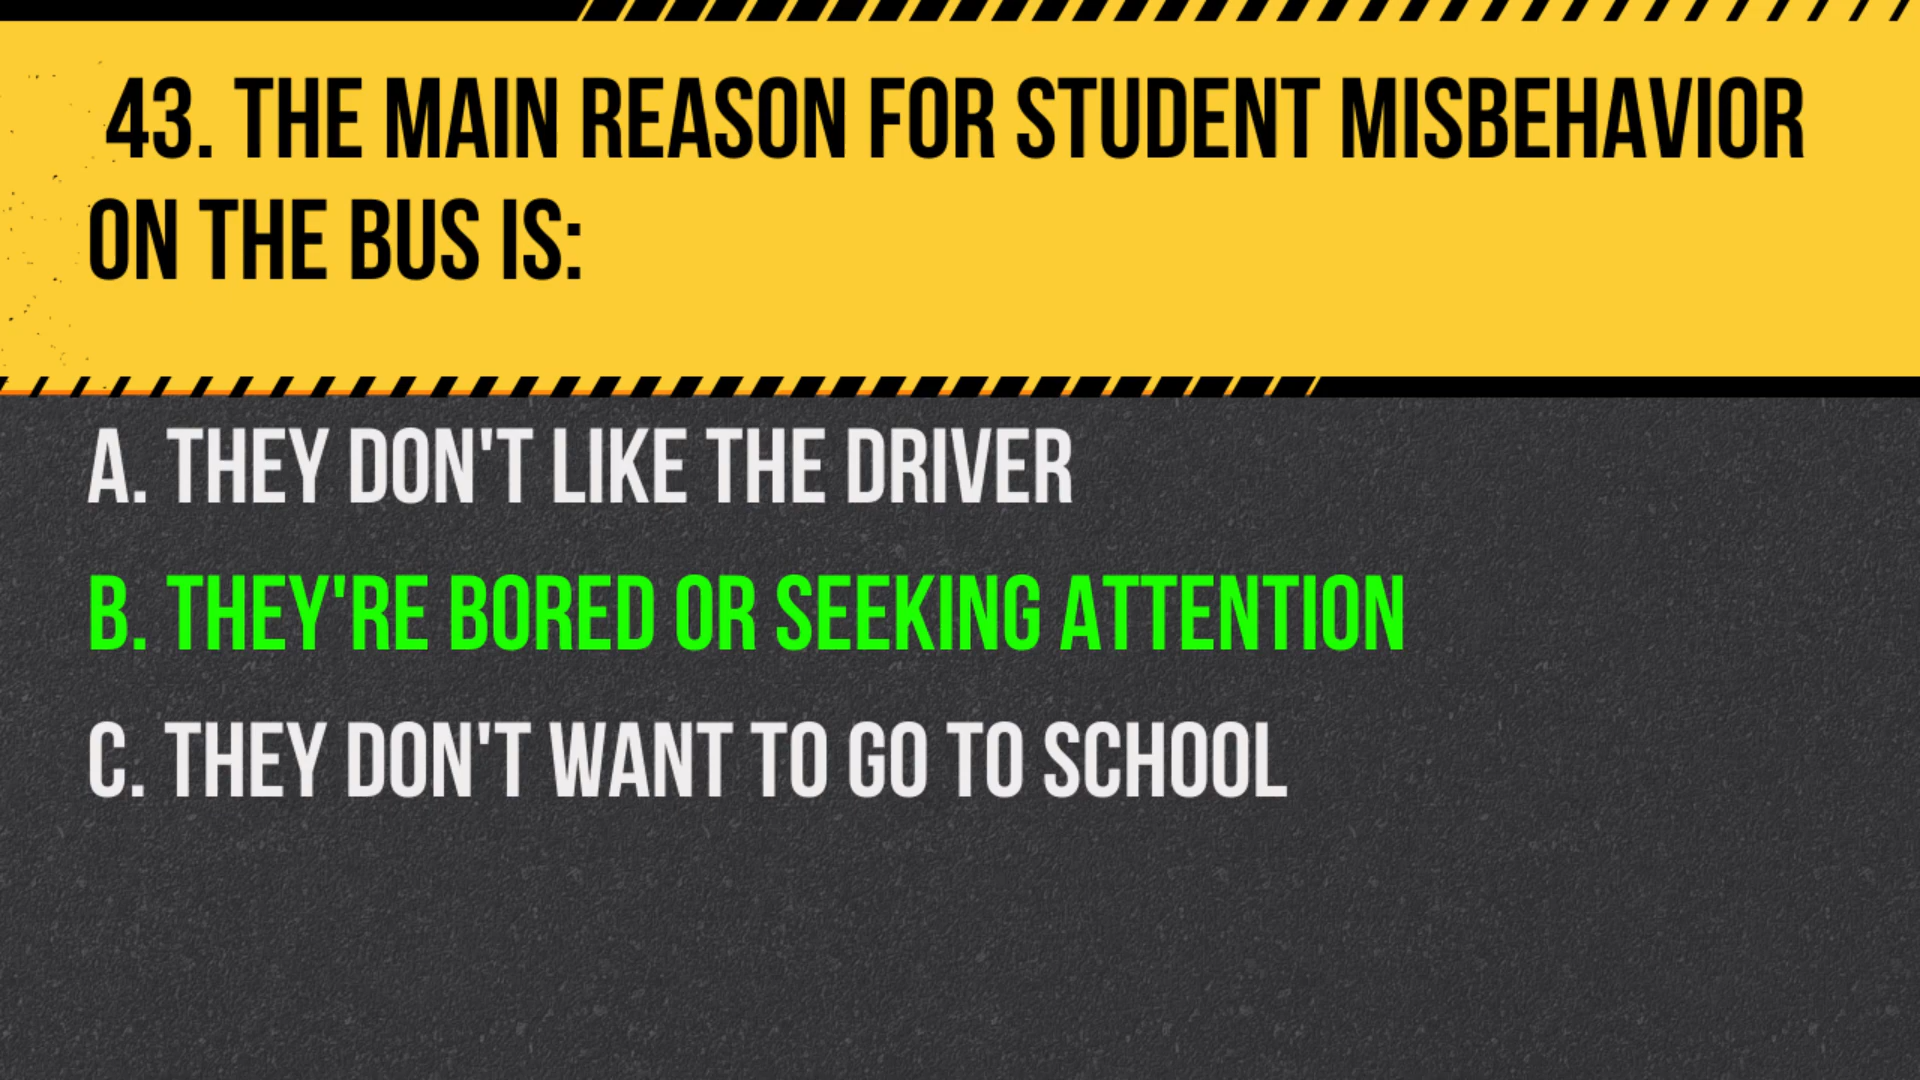 43. THE MAIN REASON FOR STUDENT MISBEHAVIOR
ON THE BUS IS:
A. THEY DON'T LIKE THE DRIVER
B. THEY'RE BORED OR SEEKING ATTENTION
C. THEY DON'T WANT TO GO TO SCHOOL